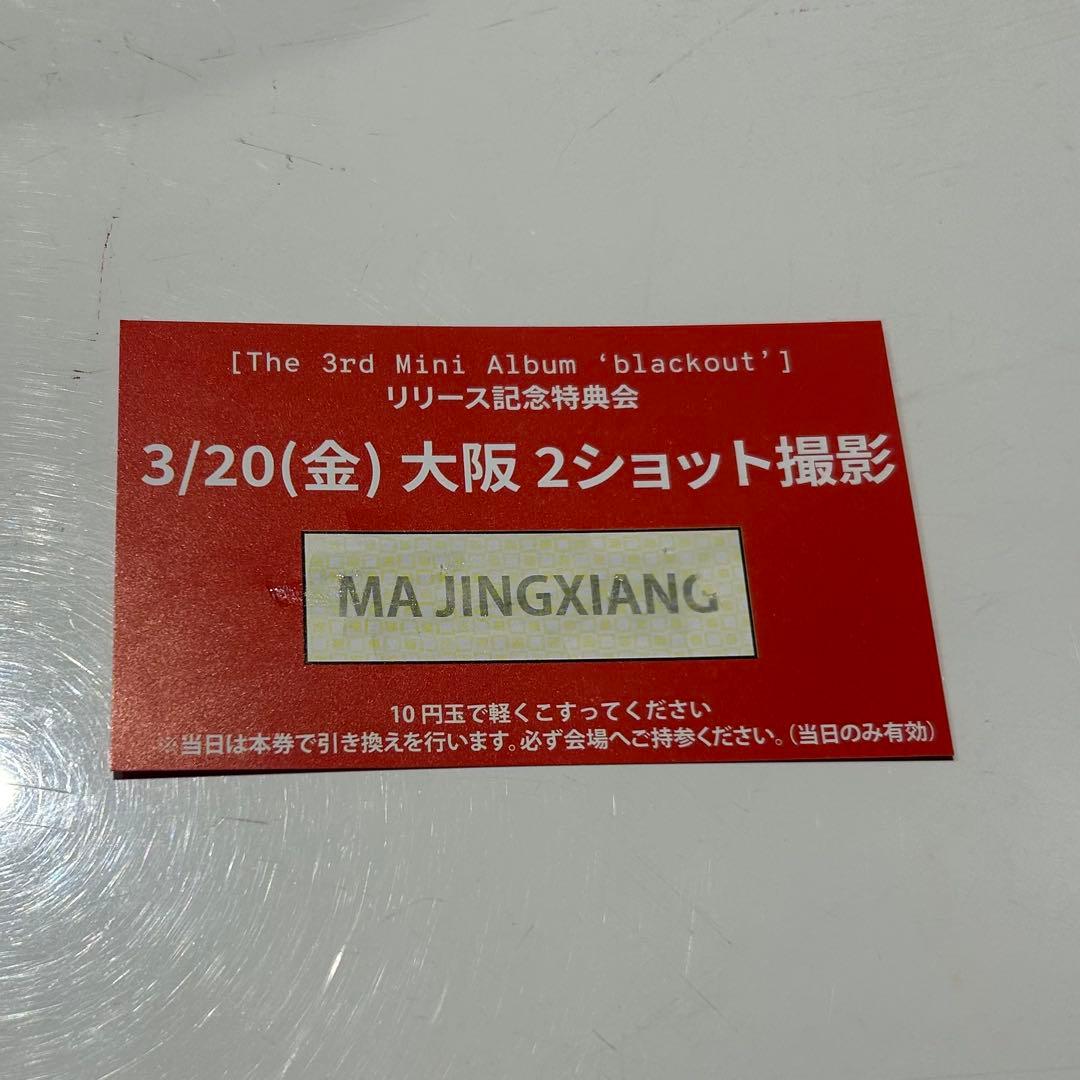 [The 3rd Mini Album ‘blackout’]
リリース記念特典会
3/20(金) 大阪 2ショット撮影
MA JINGXIANG
10 円玉で軽くこすってください
※当日は本券で引き換えを行います。必ず会場へご持参ください。(当日のみ有効)